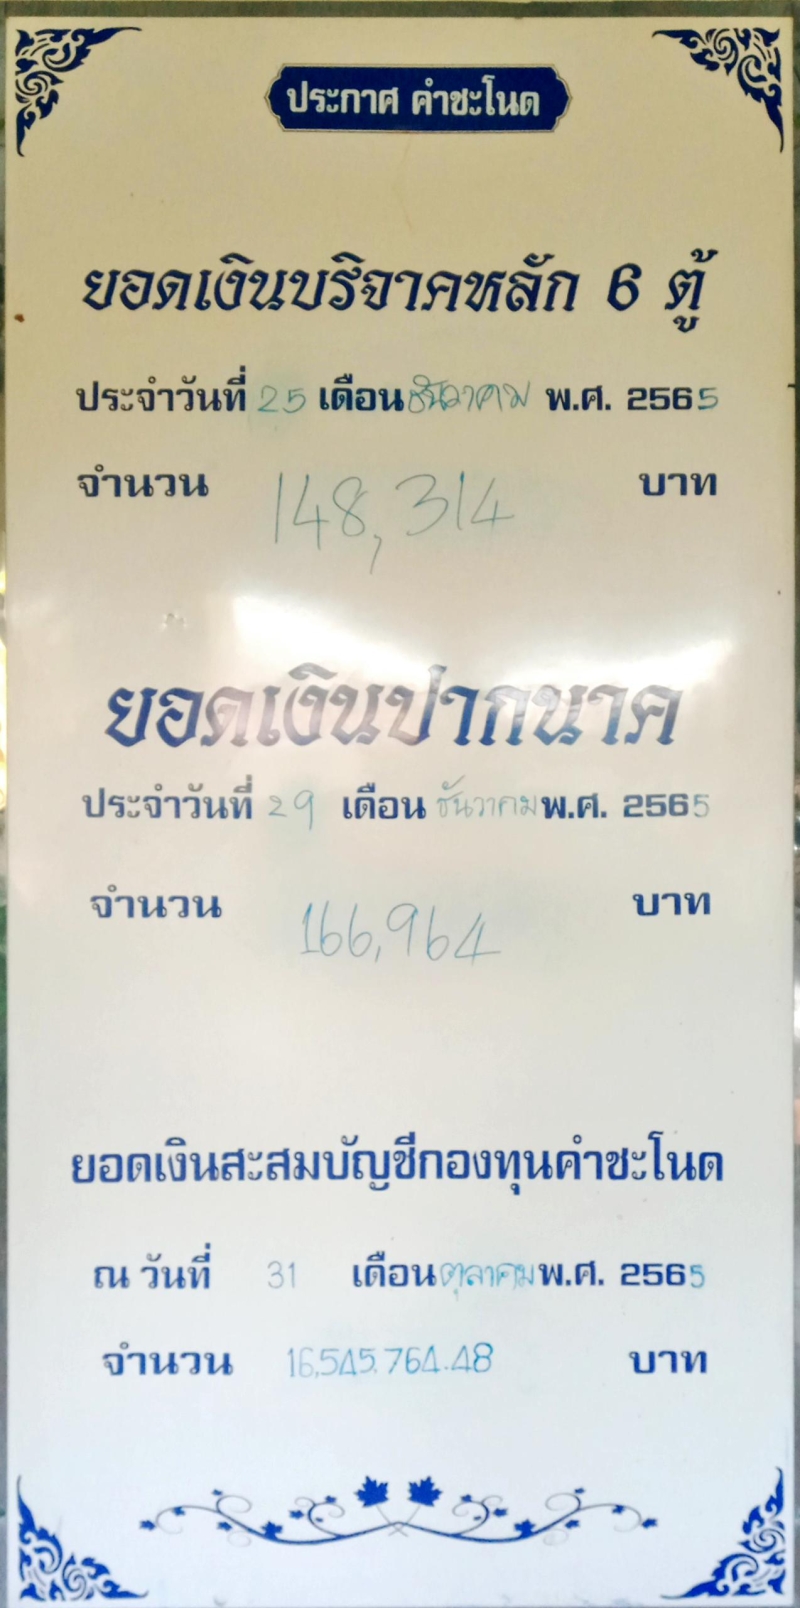 ประกาศ คำชะโนด
ยอดเงินบริจาคหลัก 6 ตู้
ประจำวันที่ 25 เดือน ธันวาคม พ.ศ. 2565
จำนวน 148,314 บาท
ยอดเงินปากนาค
ประจำวันที่ 29 เดือน ธันวาคม พ.ศ. 2565
จำนวน 166,964 บาท
ยอดเงินสะสมบัญชีกองทุนคำชะโนด
ณ วันที่ 31 เดือน ตุลาคม พ.ศ. 2565
จำนวน 16,545,764.48 บาท